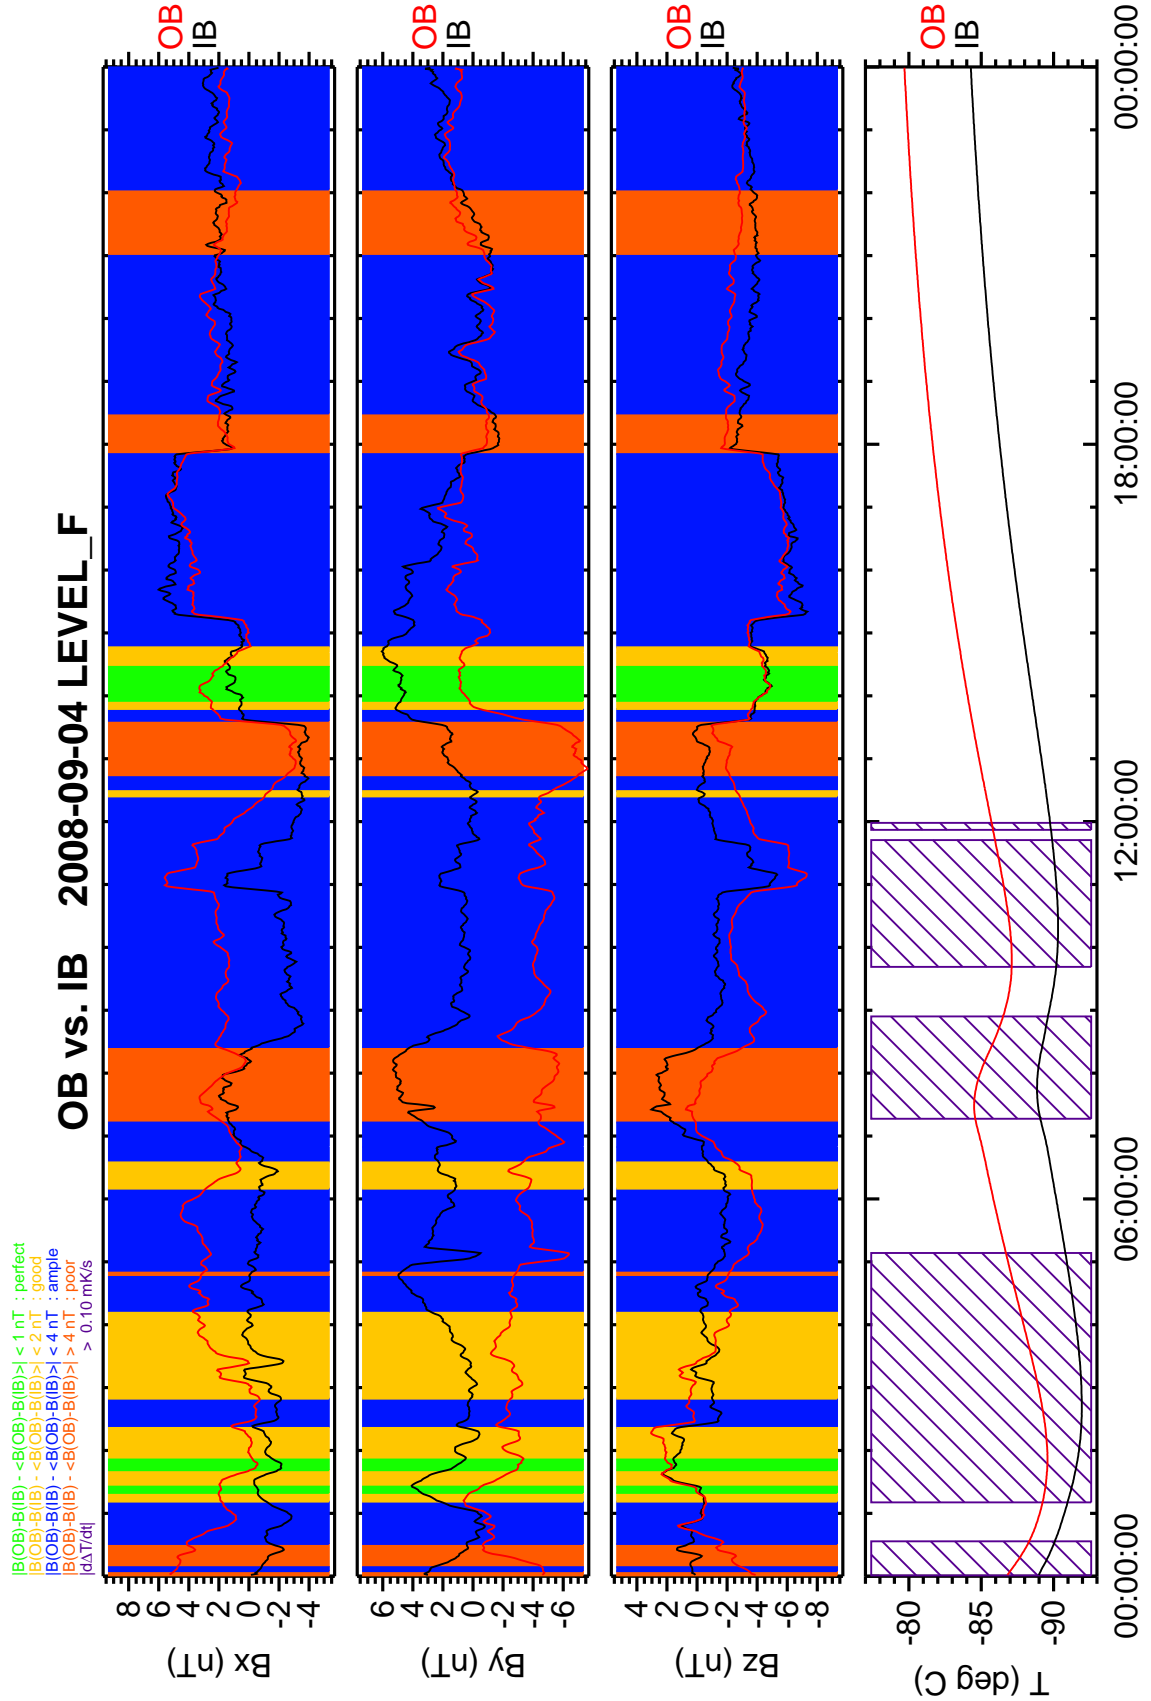 OB vs. IB 2008-09-04 LEVEL_F
|B(OB)-B(IB) - <B(OB)-B(IB)>| < 1 nT : perfect
|B(OB)-B(IB) - <B(OB)-B(IB)>| < 2 nT : good
|B(OB)-B(IB) - <B(OB)-B(IB)>| < 4 nT : ample
|B(OB)-B(IB) - <B(OB)-B(IB)>| > 4 nT : poor
|dΔT/dt| > 0.10 mK/s
Bx (nT)
8
6
4
2
0
-2
-4
OB
IB
By (nT)
6
4
2
0
-2
-4
-6
OB
IB
Bz (nT)
4
2
0
-2
-4
-6
-8
OB
IB
T (deg C)
-80
-85
-90
OB
IB
00:00:00 06:00:00 12:00:00 18:00:00 00:00:00